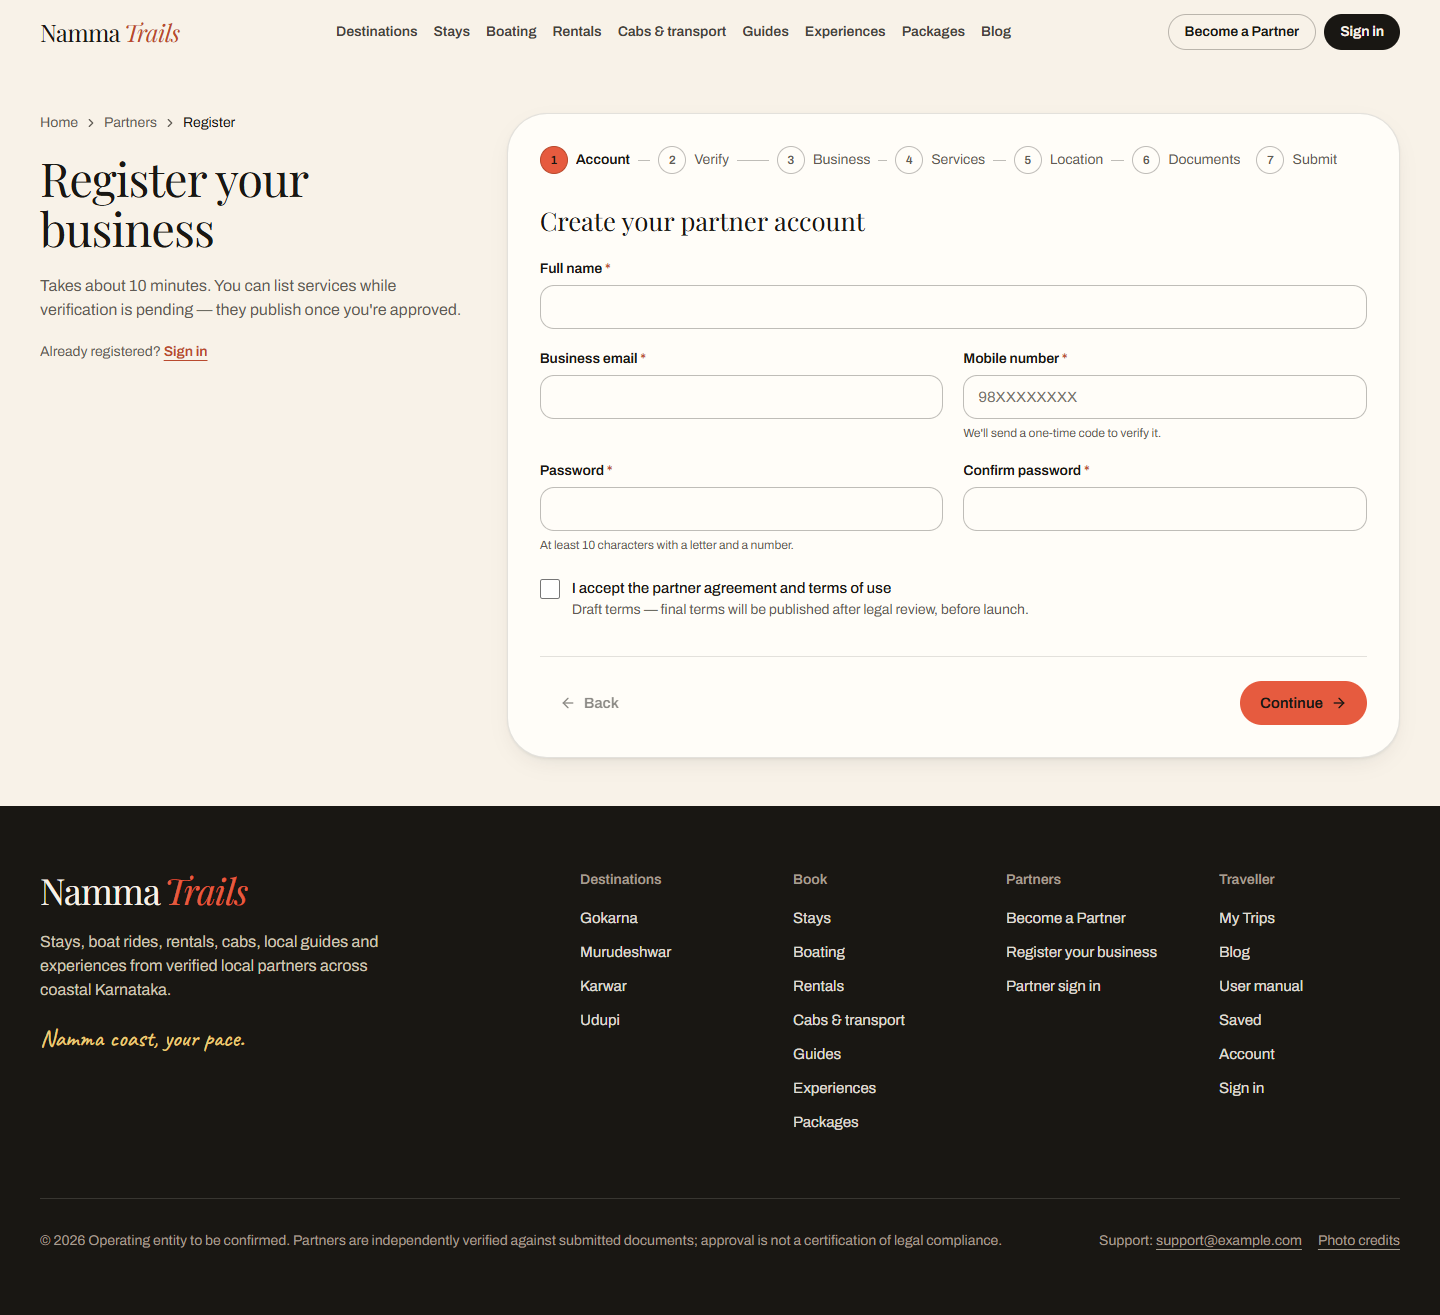 Namma Trails
Destinations Stays Boating Rentals Cabs & transport Guides Experiences Packages Blog
Become a Partner Sign in
Home > Partners > Register
Register your
business
Takes about 10 minutes. You can list services while
verification is pending — they publish once you're approved.
Already registered? Sign in
1 Account 2 Verify 3 Business 4 Services 5 Location 6 Documents 7 Submit
Create your partner account
Full name *
Business email *
Mobile number *
98XXXXXXXX
We'll send a one-time code to verify it.
Password *
Confirm password *
At least 10 characters with a letter and a number.
I accept the partner agreement and terms of use
Draft terms — final terms will be published after legal review, before launch.
← Back
Continue →
Namma Trails
Stays, boat rides, rentals, cabs, local guides and
experiences from verified local partners across
coastal Karnataka.
Namma coast, your pace.
Destinations
Gokarna
Murudeshwar
Karwar
Udupi
Book
Stays
Boating
Rentals
Cabs & transport
Guides
Experiences
Packages
Partners
Become a Partner
Register your business
Partner sign in
Traveller
My Trips
Blog
User manual
Saved
Account
Sign in
© 2026 Operating entity to be confirmed. Partners are independently verified against submitted documents; approval is not a certification of legal compliance.
Support: support@example.com Photo credits